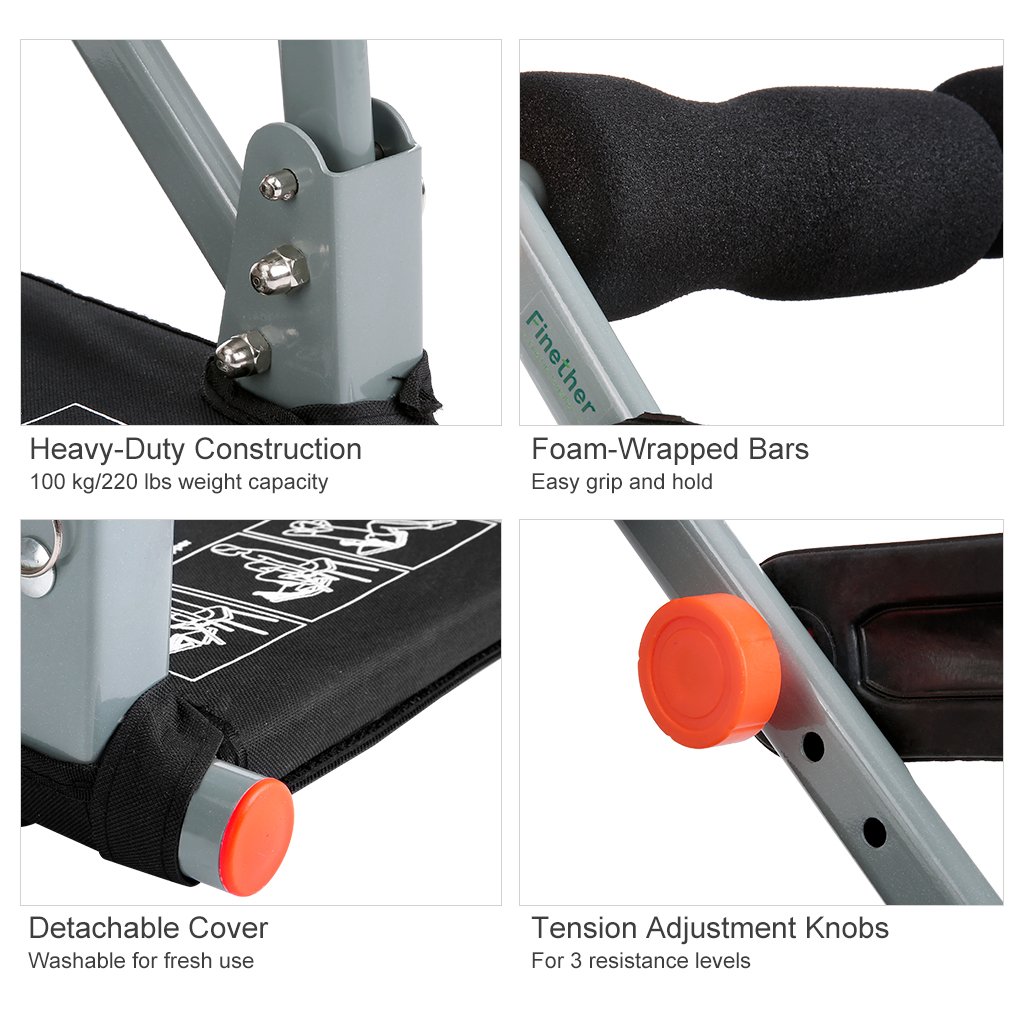 Finether
Heavy-Duty Construction
100 kg/220 lbs weight capacity
Foam-Wrapped Bars
Easy grip and hold
Detachable Cover
Washable for fresh use
Tension Adjustment Knobs
For 3 resistance levels